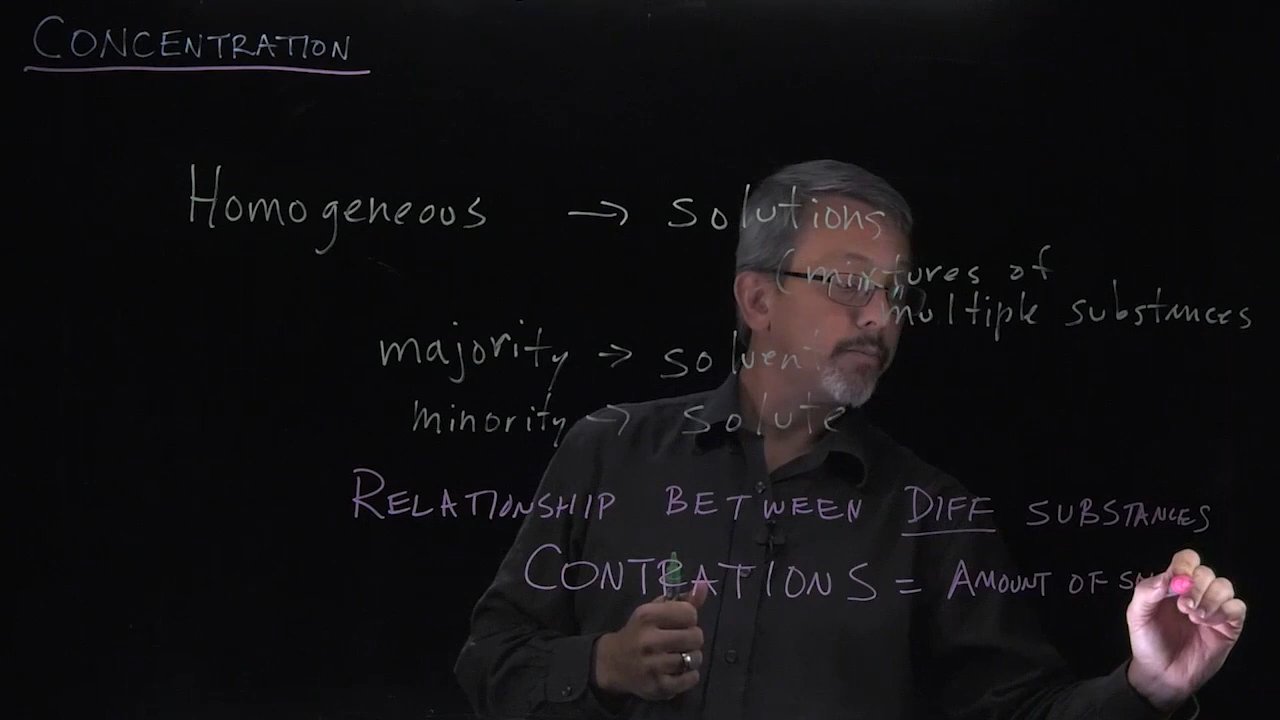 CONCENTRATION
Homogeneous → solutions
(mixtures of
multiple substances
majority → solvent
minority → solute
RELATIONSHIP BETWEEN DIFF SUBSTANCES
CONTRATIONS = AMOUNT OF